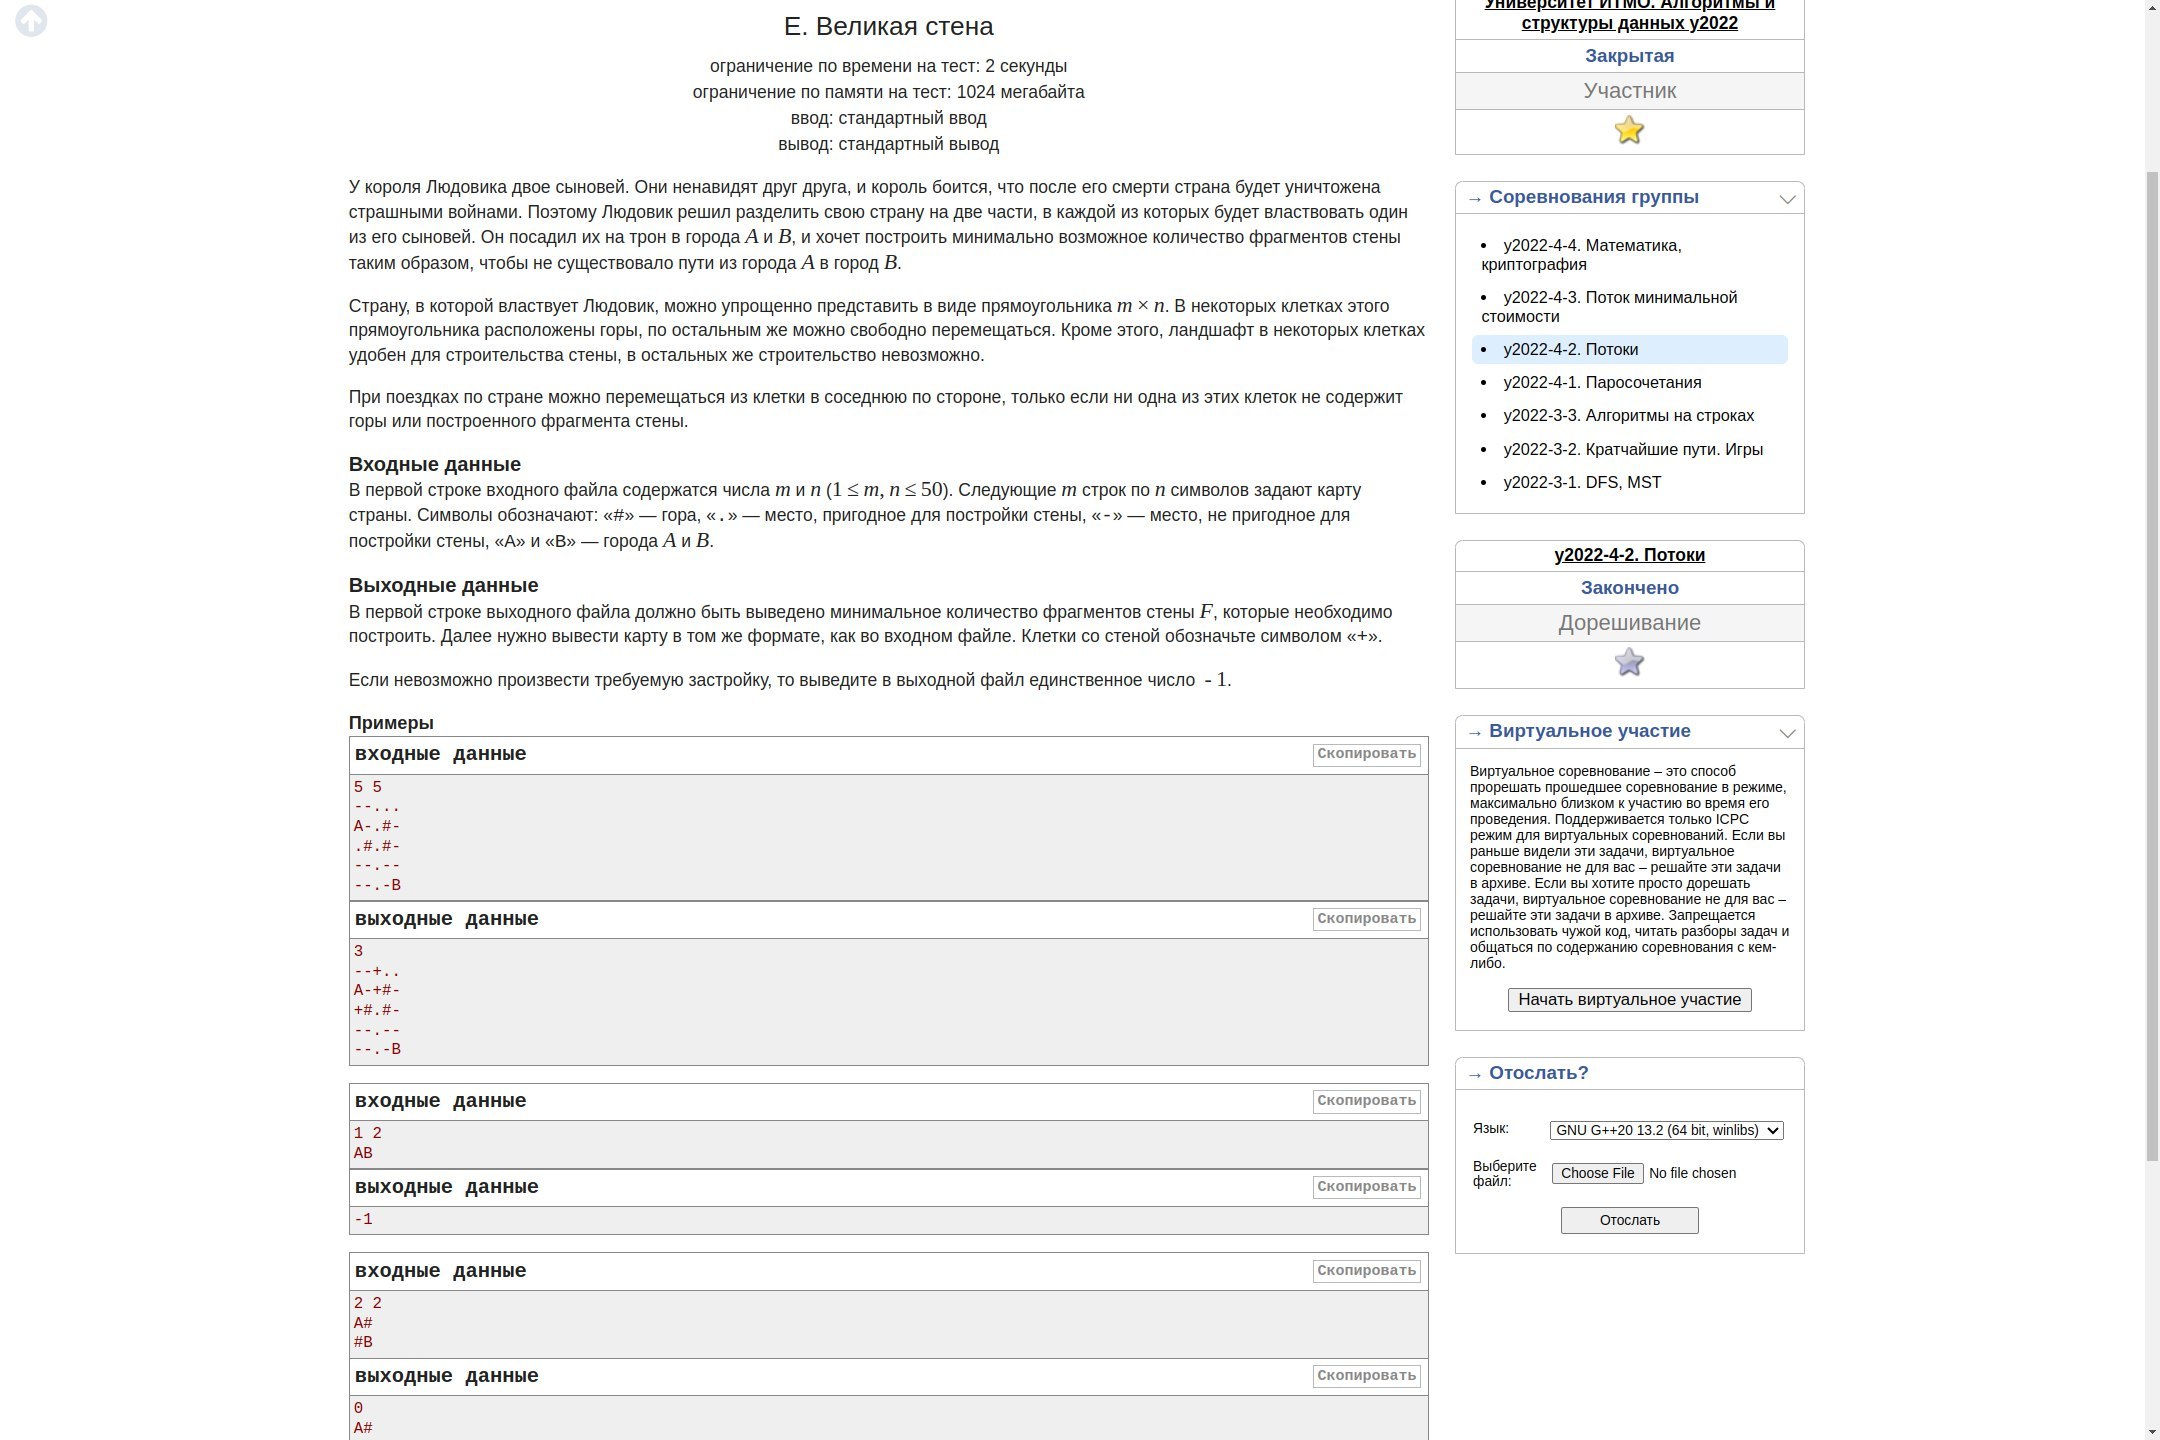 E. Великая стена
ограничение по времени на тест: 2 секунды
ограничение по памяти на тест: 1024 мегабайта
ввод: стандартный ввод
вывод: стандартный вывод
У короля Людовика двое сыновей. Они ненавидят друг друга, и король боится, что после его смерти страна будет уничтожена
страшными войнами. Поэтому Людовик решил разделить свою страну на две части, в каждой из которых будет властвовать один
из его сыновей. Он посадил их на трон в города A и B, и хочет построить минимально возможное количество фрагментов стены
таким образом, чтобы не существовало пути из города A в город B.
Страну, в которой властвует Людовик, можно упрощенно представить в виде прямоугольника m × n. В некоторых клетках этого
прямоугольника расположены горы, по остальным же можно свободно перемещаться. Кроме этого, ландшафт в некоторых клетках
удобен для строительства стены, в остальных же строительство невозможно.
При поездках по стране можно перемещаться из клетки в соседнюю по стороне, только если ни одна из этих клеток не содержит
горы или построенного фрагмента стены.
Входные данные
В первой строке входного файла содержатся числа m и n (1 ≤ m, n ≤ 50). Следующие m строк по n символов задают карту
страны. Символы обозначают: «#» — гора, «.» — место, пригодное для постройки стены, «-» — место, не пригодное для
постройки стены, «A» и «B» — города A и B.
Выходные данные
В первой строке выходного файла должно быть выведено минимальное количество фрагментов стены F, которые необходимо
построить. Далее нужно вывести карту в том же формате, как во входном файле. Клетки со стеной обозначьте символом «+».
Если невозможно произвести требуемую застройку, то выведите в выходной файл единственное число - 1.
Примеры
входные данные
Скопировать
5 5
--...
A-.#-
.#.#-
--.--
--.-B
выходные данные
Скопировать
3
--+..
A-+#-
+#.#-
--.--
--.-B
входные данные
Скопировать
1 2
AB
выходные данные
Скопировать
-1
входные данные
Скопировать
2 2
A#
#B
выходные данные
Скопировать
0
A#
Университет ИТМО. Алгоритмы и
структуры данных y2022
Закрытая
Участник
→ Соревнования группы
y2022-4-4. Математика,
криптография
y2022-4-3. Поток минимальной
стоимости
y2022-4-2. Потоки
y2022-4-1. Паросочетания
y2022-3-3. Алгоритмы на строках
y2022-3-2. Кратчайшие пути. Игры
y2022-3-1. DFS, MST
y2022-4-2. Потоки
Закончено
Дорешивание
→ Виртуальное участие
Виртуальное соревнование – это способ
прорешать прошедшее соревнование в режиме,
максимально близком к участию во время его
проведения. Поддерживается только ICPC
режим для виртуальных соревнований. Если вы
раньше видели эти задачи, виртуальное
соревнование не для вас – решайте эти задачи
в архиве. Если вы хотите просто дорешать
задачи, виртуальное соревнование не для вас –
решайте эти задачи в архиве. Запрещается
использовать чужой код, читать разборы задач и
общаться по содержанию соревнования с кем-
либо.
Начать виртуальное участие
→ Отослать?
Язык:
GNU G++20 13.2 (64 bit, winlibs)
Выберите
файл:
Choose File No file chosen
Отослать